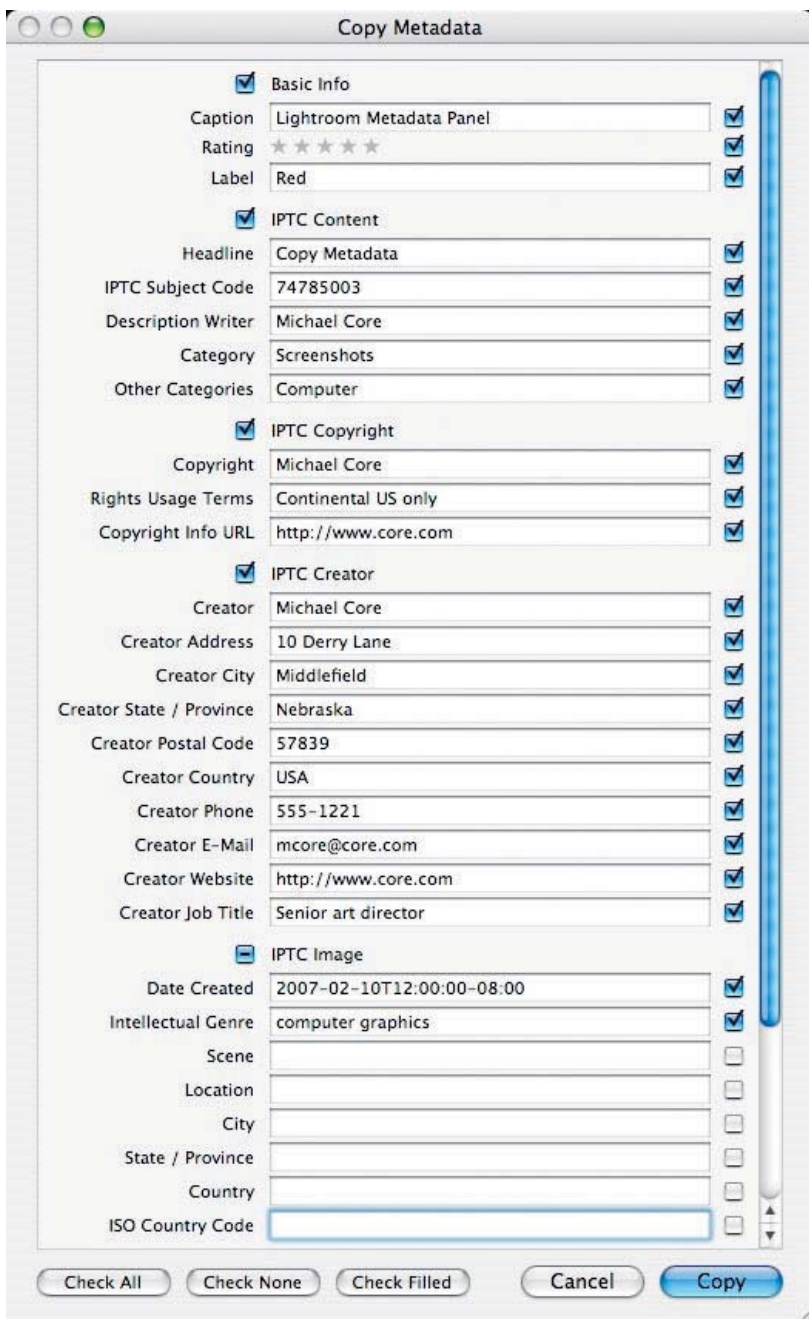 Copy Metadata
Basic Info
Caption Lightroom Metadata Panel
Rating
Label Red
IPTC Content
Headline Copy Metadata
IPTC Subject Code 74785003
Description Writer Michael Core
Category Screenshots
Other Categories Computer
IPTC Copyright
Copyright Michael Core
Rights Usage Terms Continental US only
Copyright Info URL http://www.core.com
IPTC Creator
Creator Michael Core
Creator Address 10 Derry Lane
Creator City Middlefield
Creator State / Province Nebraska
Creator Postal Code 57839
Creator Country USA
Creator Phone 555-1221
Creator E-Mail mcore@core.com
Creator Website http://www.core.com
Creator Job Title Senior art director
IPTC Image
Date Created 2007-02-10T12:00:00-08:00
Intellectual Genre computer graphics
Scene
Location
City
State / Province
Country
ISO Country Code
Check All Check None Check Filled Cancel Copy